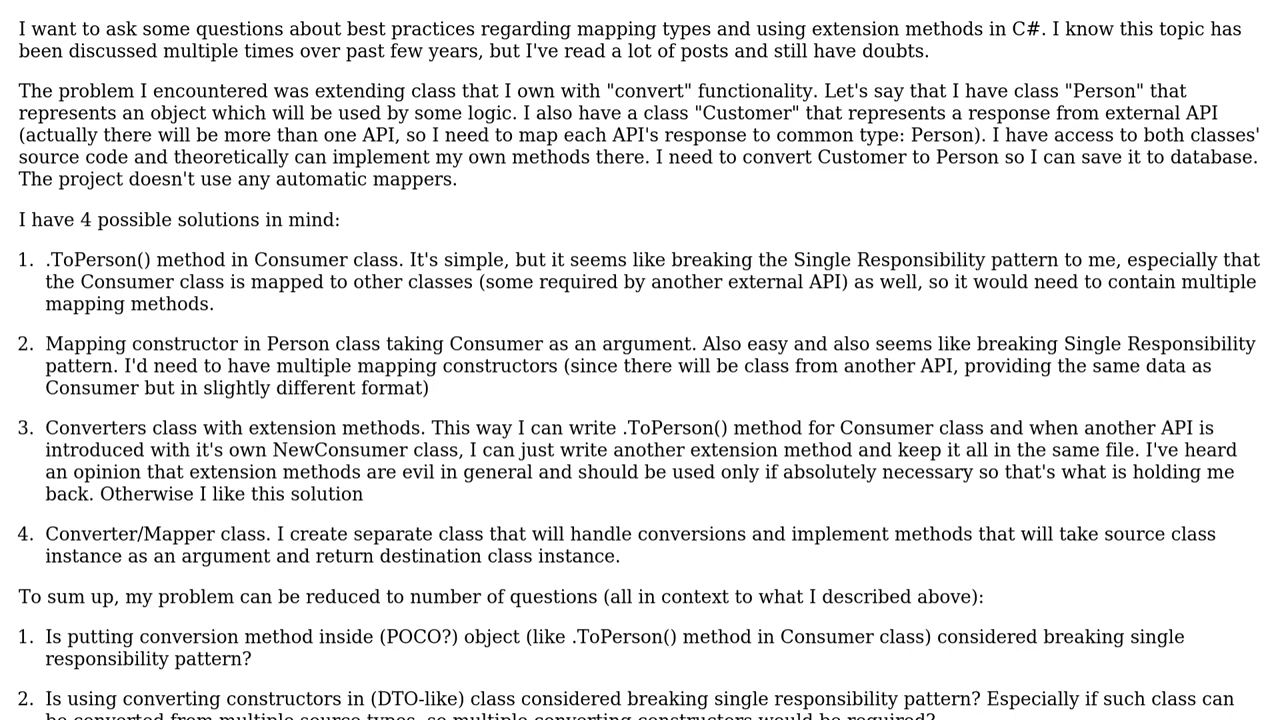 I want to ask some questions about best practices regarding mapping types and using extension methods in C#. I know this topic has
been discussed multiple times over past few years, but I've read a lot of posts and still have doubts.
The problem I encountered was extending class that I own with "convert" functionality. Let's say that I have class "Person" that
represents an object which will be used by some logic. I also have a class "Customer" that represents a response from external API
(actually there will be more than one API, so I need to map each API's response to common type: Person). I have access to both classes'
source code and theoretically can implement my own methods there. I need to convert Customer to Person so I can save it to database.
The project doesn't use any automatic mappers.
I have 4 possible solutions in mind:
1. .ToPerson() method in Consumer class. It's simple, but it seems like breaking the Single Responsibility pattern to me, especially that
the Consumer class is mapped to other classes (some required by another external API) as well, so it would need to contain multiple
mapping methods.
2. Mapping constructor in Person class taking Consumer as an argument. Also easy and also seems like breaking Single Responsibility
pattern. I'd need to have multiple mapping constructors (since there will be class from another API, providing the same data as
Consumer but in slightly different format)
3. Converters class with extension methods. This way I can write .ToPerson() method for Consumer class and when another API is
introduced with it's own NewConsumer class, I can just write another extension method and keep it all in the same file. I've heard
an opinion that extension methods are evil in general and should be used only if absolutely necessary so that's what is holding me
back. Otherwise I like this solution
4. Converter/Mapper class. I create separate class that will handle conversions and implement methods that will take source class
instance as an argument and return destination class instance.
To sum up, my problem can be reduced to number of questions (all in context to what I described above):
1. Is putting conversion method inside (POCO?) object (like .ToPerson() method in Consumer class) considered breaking single
responsibility pattern?
2. Is using converting constructors in (DTO-like) class considered breaking single responsibility pattern? Especially if such class can
be converted from multiple source types, so multiple converting constructors would be required?